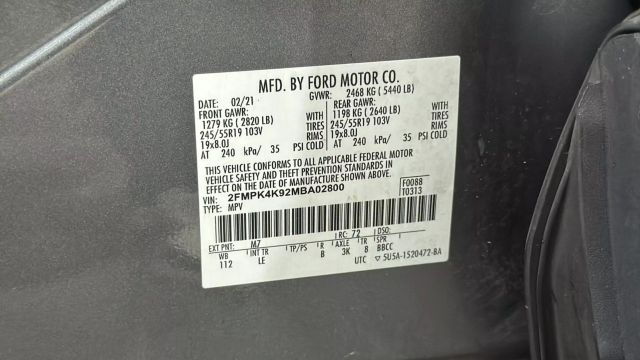 MFD. BY FORD MOTOR CO.
DATE: 02/21 GVWR: 2468 KG ( 5440 LB)
FRONT GAWR: REAR GAWR:
1279 KG ( 2820 LB) WITH 1198 KG ( 2640 LB) WITH
245/55R19 103V TIRES 245/55R19 103V TIRES
19x8.0J RIMS 19x8.0J RIMS
AT 240 kPa/ 35 PSI COLD AT 240 kPa/ 35 PSI COLD
THIS VEHICLE CONFORMS TO ALL APPLICABLE FEDERAL MOTOR
VEHICLE SAFETY AND THEFT PREVENTION STANDARDS IN EFFECT ON
THE DATE OF MANUFACTURE SHOWN ABOVE.
VIN: 2FMPK4K92MBA02800 F0088
TYPE: MPV T0313
EXT PNT: M7 RC: 72 DSO:
WB INT TR TP/PS R AXLE TR SPR
112 LE B 3K 8 BBCC
UTC ▽ 5U5A-1520472-BA